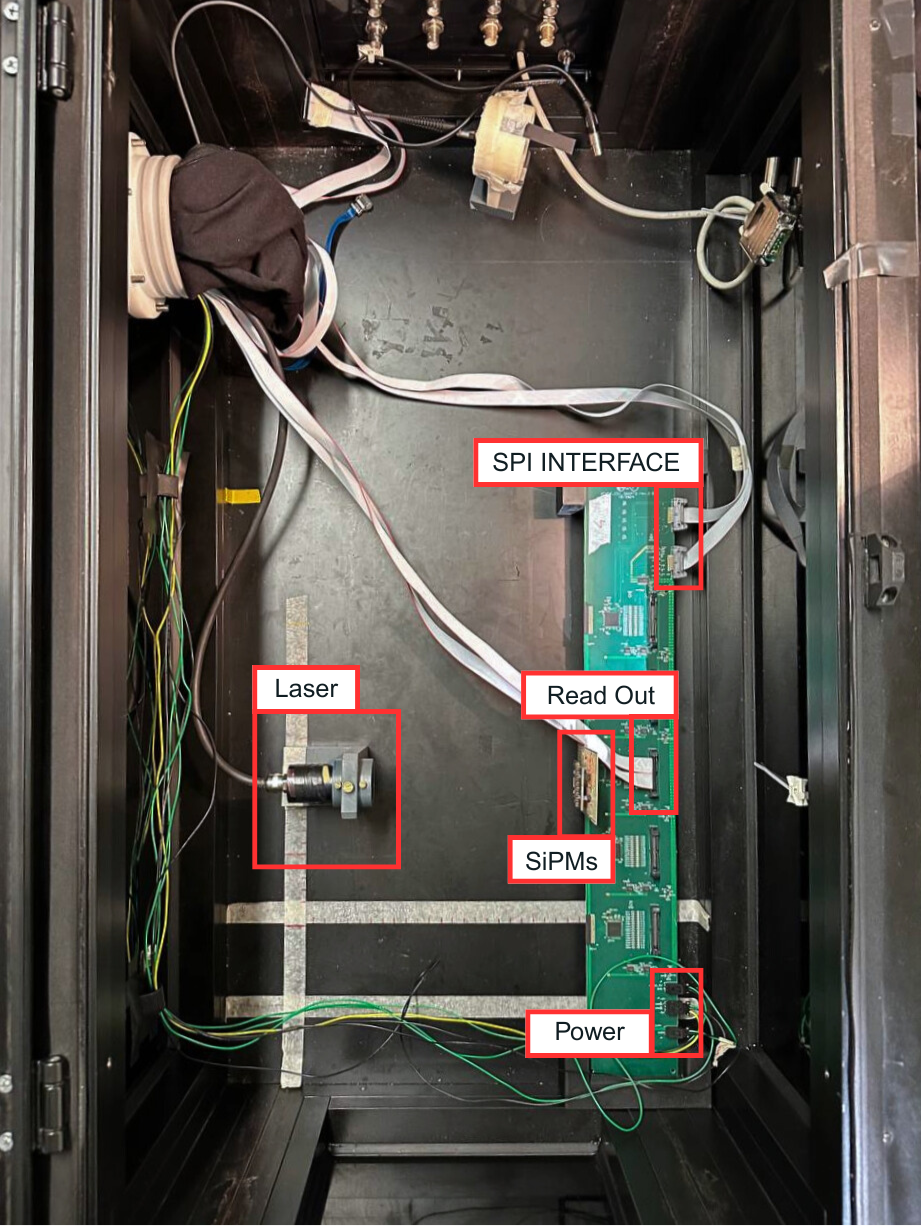 SPI INTERFACE
Read Out
Laser
SiPMs
Power